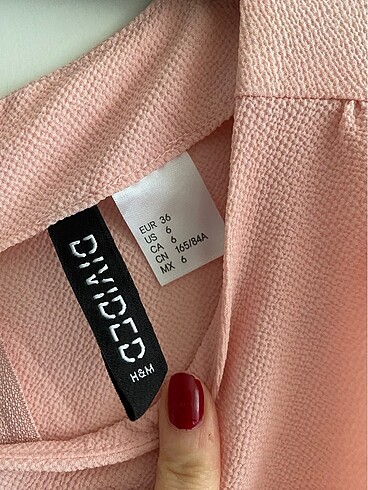 DIVIDED
H&M
EUR 36
US 6
CA 6
CN 165/84A
MX 6